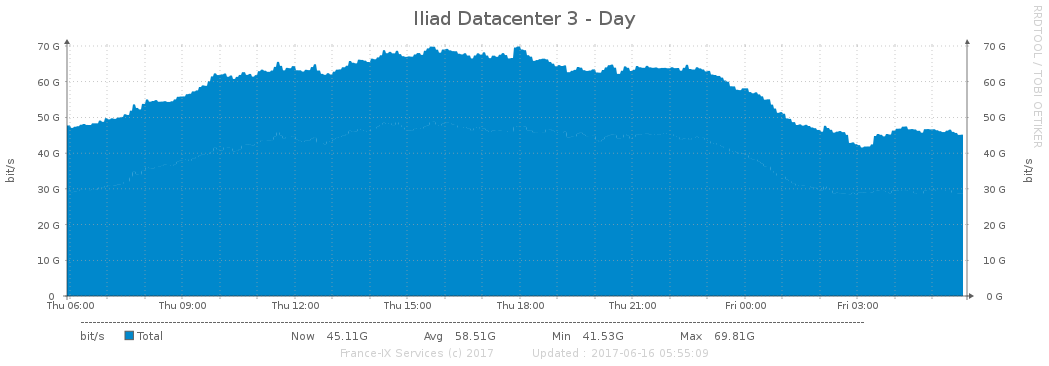 Iliad Datacenter 3 - Day
RRDTOOL / TOBI OETIKER
bit/s
70 G 70 G
60 G 60 G
50 G 50 G
40 G 40 G
30 G 30 G
20 G 20 G
10 G 10 G
0 0 G
bit/s
Thu 06:00 Thu 09:00 Thu 12:00 Thu 15:00 Thu 18:00 Thu 21:00 Fri 00:00 Fri 03:00
bit/s Total Now 45.11G Avg 58.51G Min 41.53G Max 69.81G
France-IX Services (c) 2017 Updated : 2017-06-16 05:55:09